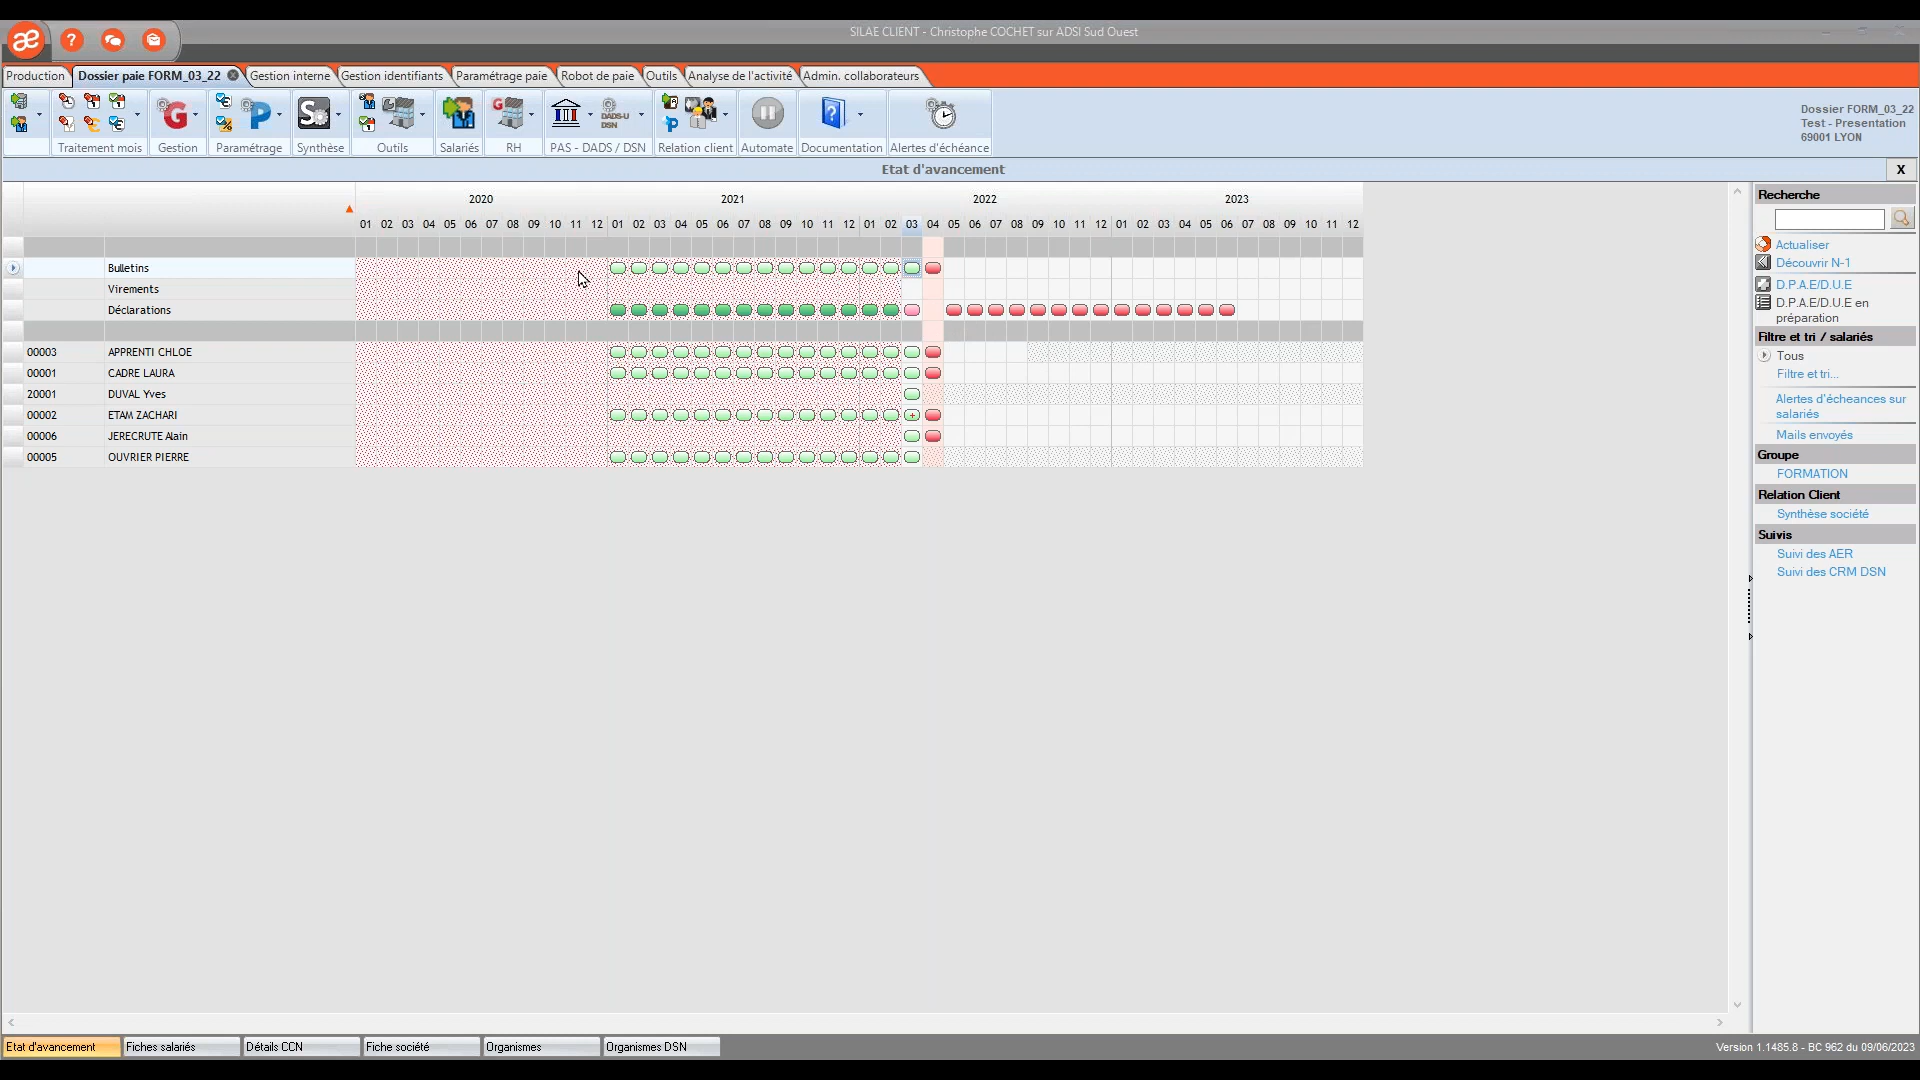 SILAE CLIENT - Christophe COCHET sur ADSI Sud Ouest
Production Dossier paie FORM_03_22 Gestion interne Gestion identifiants Paramétrage paie Robot de paie Outils Analyse de l'activité Admin. collaborateurs
Traitement mois Gestion Paramétrage Synthèse Outils Salariés RH PAS - DADS / DSN Relation client Automate Documentation Alertes d'échéance
DADS-U
DSN
Dossier FORM_03_22
Test - Presentation
69001 LYON
Etat d'avancement
X
2020 2021 2022 2023
01 02 03 04 05 06 07 08 09 10 11 12 01 02 03 04 05 06 07 08 09 10 11 12 01 02 03 04 05 06 07 08 09 10 11 12 01 02 03 04 05 06 07 08 09 10 11 12
Bulletins
Virements
Déclarations
00003 APPRENTI CHLOE
00001 CADRE LAURA
20001 DUVAL Yves
00002 ETAM ZACHARI
00006 JERECRUTE Alain
00005 OUVRIER PIERRE
Recherche
Actualiser
Découvrir N-1
D.P.A.E/D.U.E
D.P.A.E/D.U.E en
préparation
Filtre et tri / salariés
Tous
Filtre et tri...
Alertes d'écheances sur
salariés
Mails envoyés
Groupe
FORMATION
Relation Client
Synthèse société
Suivis
Suivi des AER
Suivi des CRM DSN
Etat d'avancement Fiches salariés Détails CCN Fiche société Organismes Organismes DSN
Version 1.1485.8 - BC 962 du 09/06/2023